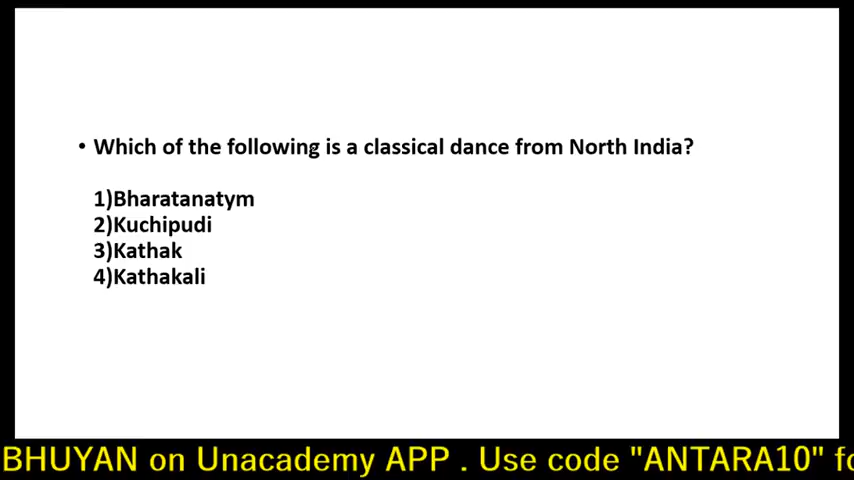 • Which of the following is a classical dance from North India?
1)Bharatanatym
2)Kuchipudi
3)Kathak
4)Kathakali
BHUYAN on Unacademy APP . Use code "ANTARA10" fo